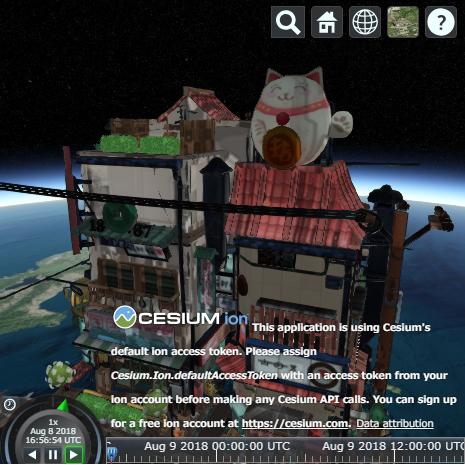 18 87
CESIUM ion This application is using Cesium's
default ion access token. Please assign
Cesium.Ion.defaultAccessToken with an access token from your
ion account before making any Cesium API calls. You can sign up
for a free ion account at https://cesium.com. Data attribution
1x
Aug 8 2018
16:56:54 UTC
Aug 9 2018 00:00:00 UTC
Aug 9 2018 12:00:00 UTC